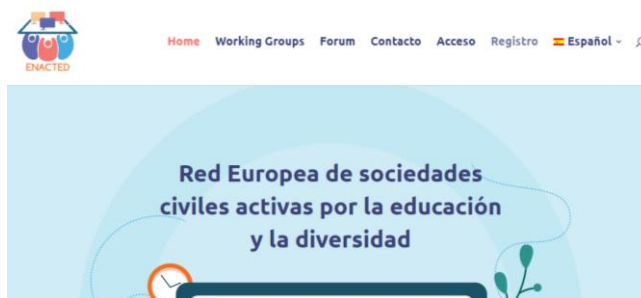 ENACTED
Home Working Groups Forum Contacto Acceso Registro Español
Red Europea de sociedades
civiles activas por la educación
y la diversidad